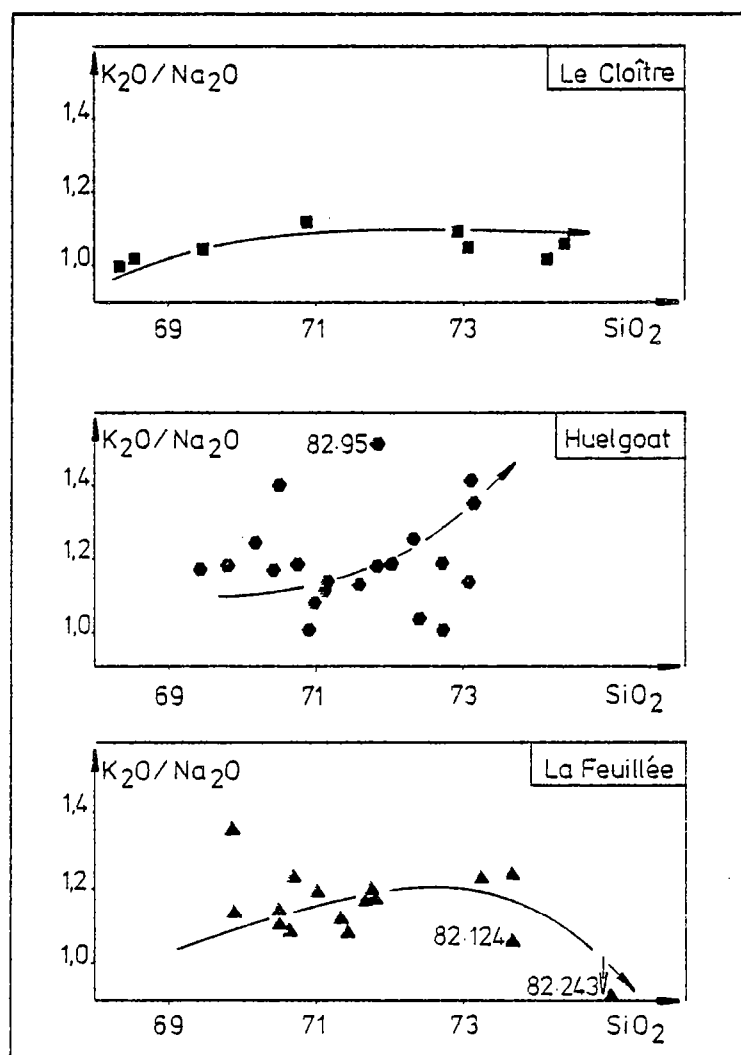 K₂O/Na₂O
Le Cloître
1,4
1,2
1,0
69 71 73 SiO₂
K₂O/Na₂O
82·95
Huelgoat
1,4
1,2
1,0
69 71 73 SiO₂
K₂O/Na₂O
La Feuillée
1,4
1,2
1,0
82·124
82·243
69 71 73 SiO₂